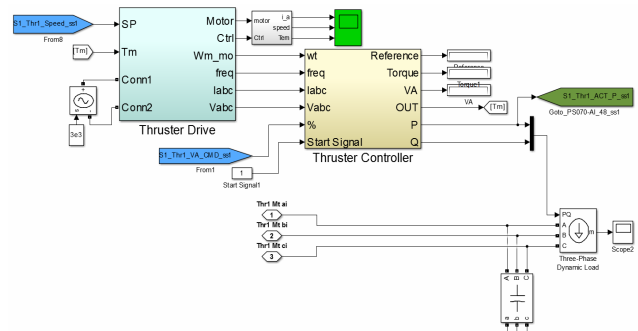 S1_Thr1_Speed_ss1
From8
[Tm]
SP
Tm
Conn1
Conn2
Motor
Ctrl
Wm_mo
freq
Iabc
Vabc
Thruster Drive
3e3
motor
Ctrl
i_a
speed
Tem
wt
freq
Iabc
Vabc
%
Start Signal
Reference
Torque
VA
OUT
P
Q
Thruster Controller
Torque1
VA
[Tm]
S1_Thr1_ACT_P_ss1
Goto_PS070-AI_48_ss1
S1_Thr1_VA_CMD_ss1
From1
1
Start Signal1
Thr1 Mt ai
1
Thr1 Mt bi
2
Thr1 Mt ci
3
PQ
A
B
C
m
Three-Phase
Dynamic Load
Scope2
A B C
a b c